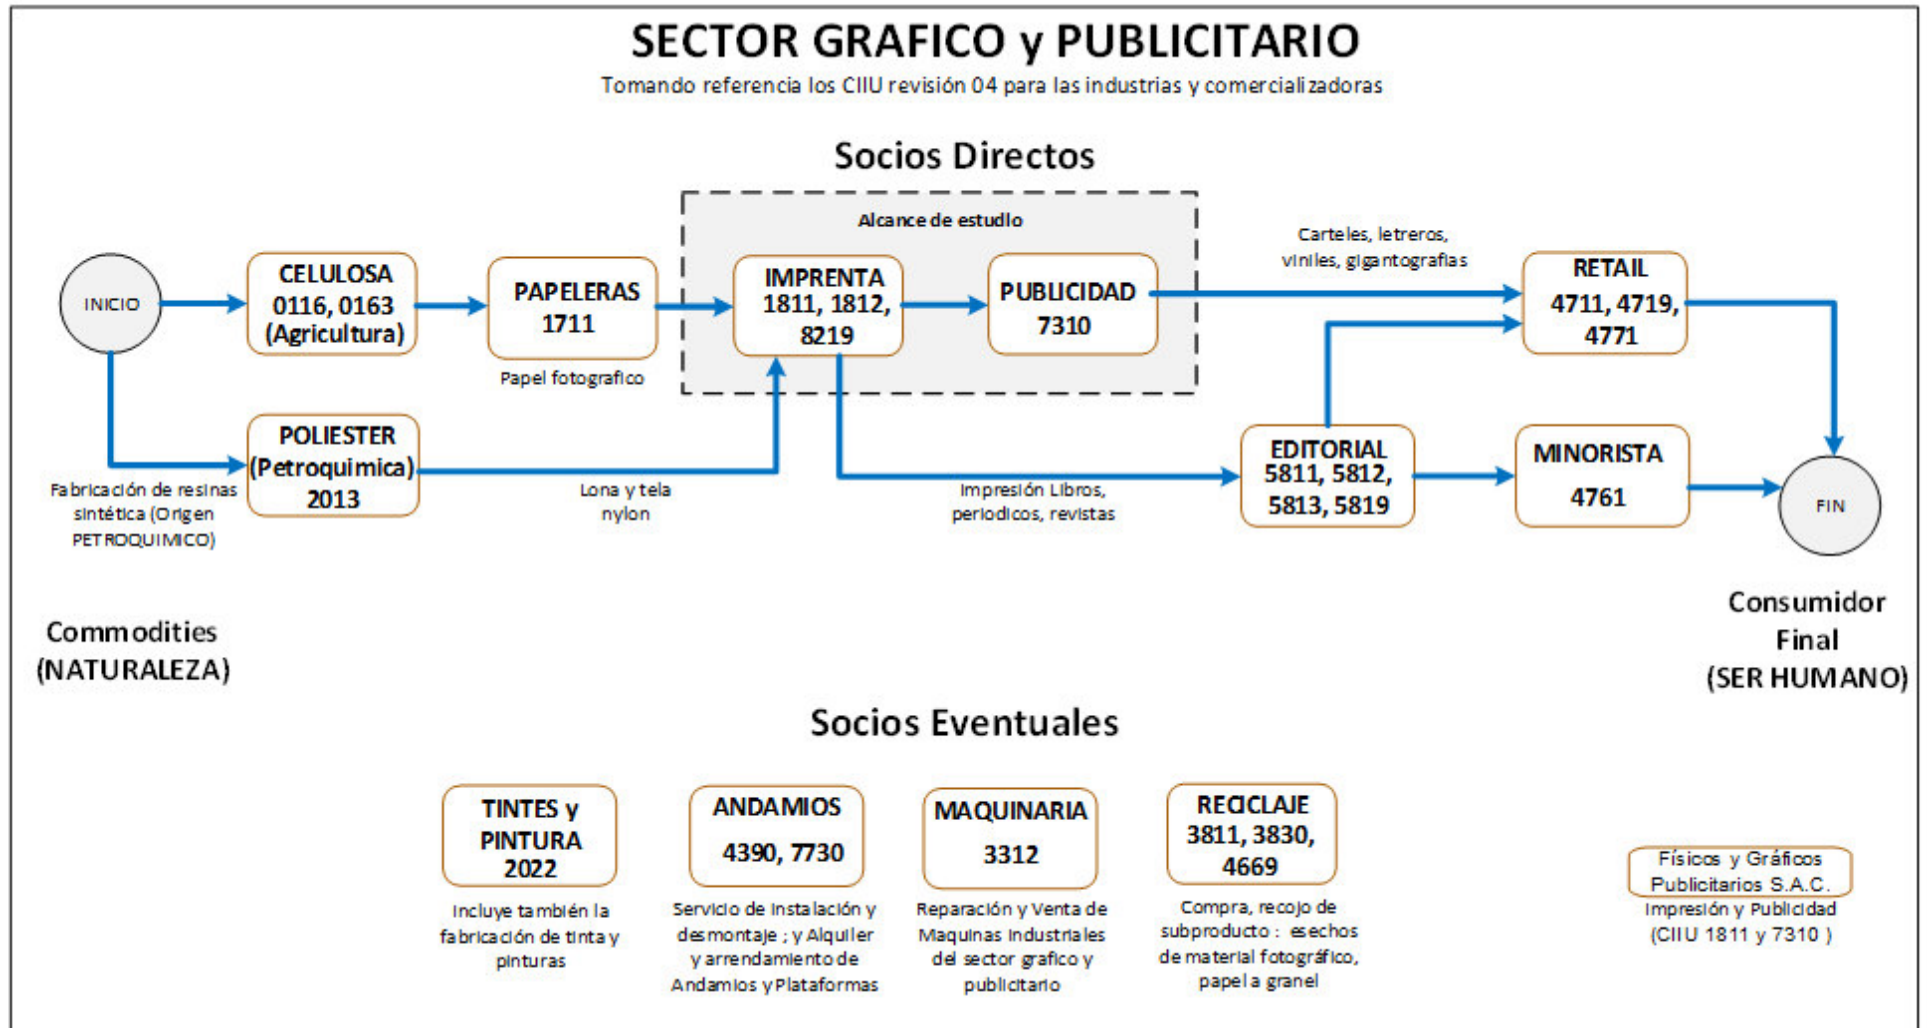 SECTOR GRAFICO y PUBLICITARIO
Tomando referencia los CIIU revisión 04 para las industrias y comercializadoras
Socios Directos
Alcance de estudio
INICIO
CELULOSA
0116, 0163
(Agricultura)
PAPELERAS
1711
Papel fotografico
IMPRENTA
1811, 1812,
8219
PUBLICIDAD
7310
Carteles, letreros,
viniles, gigantografias
RETAIL
4711, 4719,
4771
POLIESTER
(Petroquimica)
2013
Fabricación de resinas
sintética (Origen
PETROQUIMICO)
Lona y tela
nylon
Impresión Libros,
periodicos, revistas
EDITORIAL
5811, 5812,
5813, 5819
MINORISTA
4761
FIN
Commodities
(NATURALEZA)
Consumidor
Final
(SER HUMANO)
Socios Eventuales
TINTES y
PINTURA
2022
Incluye también la
fabricación de tinta y
pinturas
ANDAMIOS
4390, 7730
Servicio de Instalación y
desmontaje ; y Alquiler
y arrendamiento de
Andamios y Plataformas
MAQUINARIA
3312
Reparación y Venta de
Maquinas Industriales
del sector grafico y
publicitario
RECICLAJE
3811, 3830,
4669
Compra, recojo de
subproducto : esechos
de material fotográfico,
papel a granel
Físicos y Gráficos
Publicitarios S.A.C.
Impresión y Publicidad
(CIIU 1811 y 7310 )